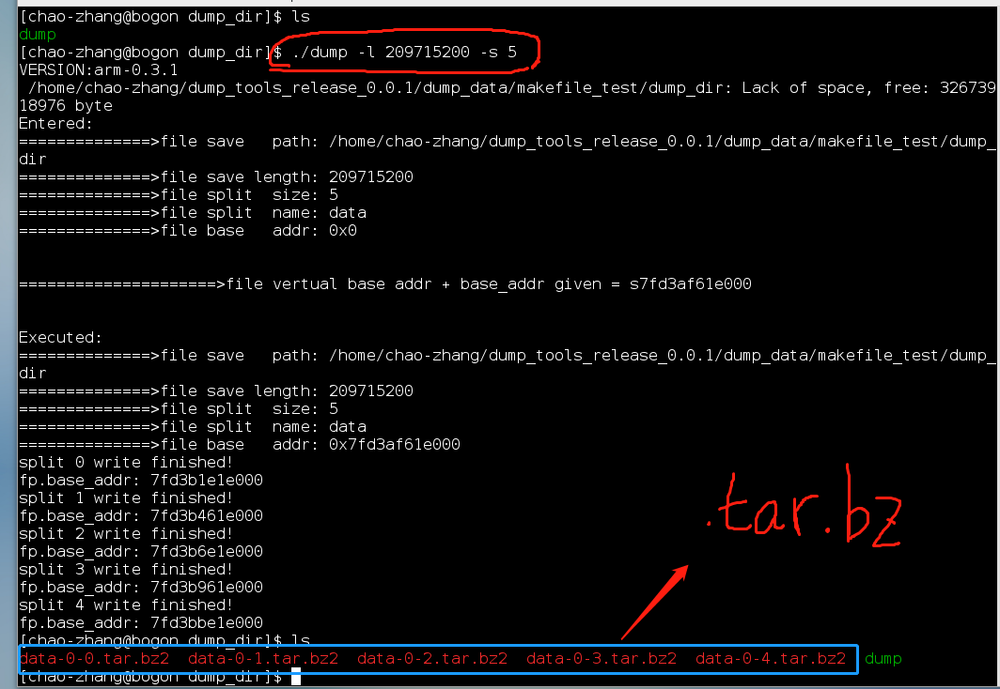 [chao-zhang@bogon dump_dir]$ ls
dump
[chao-zhang@bogon dump_dir]$ ./dump -l 209715200 -s 5
VERSION:arm-0.3.1
 /home/chao-zhang/dump_tools_release_0.0.1/dump_data/makefile_test/dump_dir: Lack of space, free: 326739
18976 byte
Entered:
==============>file save   path: /home/chao-zhang/dump_tools_release_0.0.1/dump_data/makefile_test/dump_
dir
==============>file save length: 209715200
==============>file split  size: 5
==============>file split  name: data
==============>file base   addr: 0x0
=====================>file vertual base addr + base_addr given = s7fd3af61e000
Executed:
==============>file save   path: /home/chao-zhang/dump_tools_release_0.0.1/dump_data/makefile_test/dump_
dir
==============>file save length: 209715200
==============>file split  size: 5
==============>file split  name: data
==============>file base   addr: 0x7fd3af61e000
split 0 write finished!
fp.base_addr: 7fd3b1e1e000
split 1 write finished!
fp.base_addr: 7fd3b461e000
split 2 write finished!
fp.base_addr: 7fd3b6e1e000
split 3 write finished!
fp.base_addr: 7fd3b961e000
split 4 write finished!
fp.base_addr: 7fd3bbe1e000
.tar.bz
[chao-zhang@bogon dump_dir]$ ls
data-0-0.tar.bz2  data-0-1.tar.bz2  data-0-2.tar.bz2  data-0-3.tar.bz2  data-0-4.tar.bz2  dump
[chao-zhang@bogon dump_dir]$